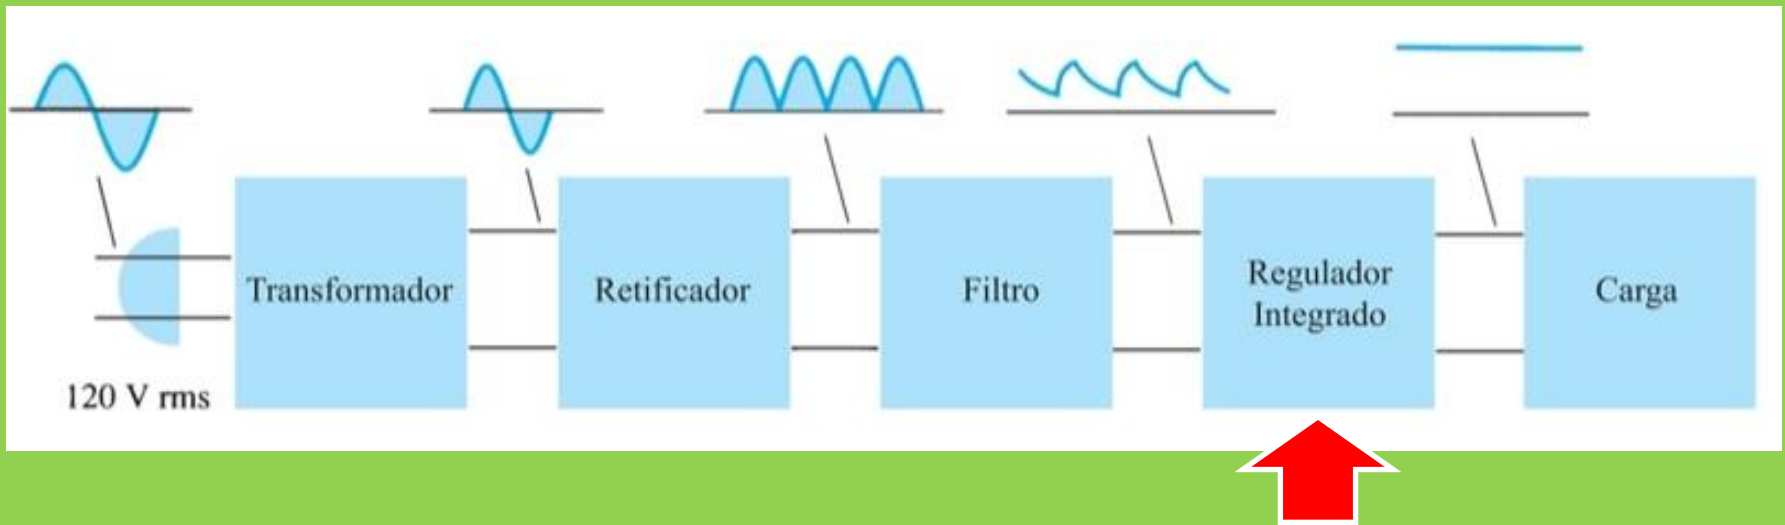 Transformador
Retificador
Filtro
Regulador
Integrado
Carga
120 V rms